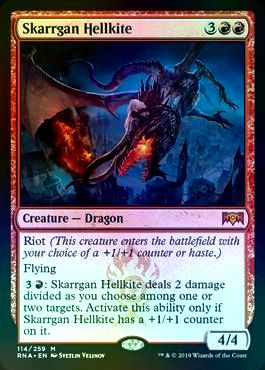 Skarrgan Hellkite 3
Creature — Dragon
Riot (This creature enters the battlefield with
your choice of a +1/+1 counter or haste.)
Flying
3 : Skarrgan Hellkite deals 2 damage
divided as you choose among one or
two targets. Activate this ability only if
Skarrgan Hellkite has a +1/+1 counter
on it.
4/4
114/259 M
RNA • EN Svetlin Velinov
™ & © 2019 Wizards of the Coast